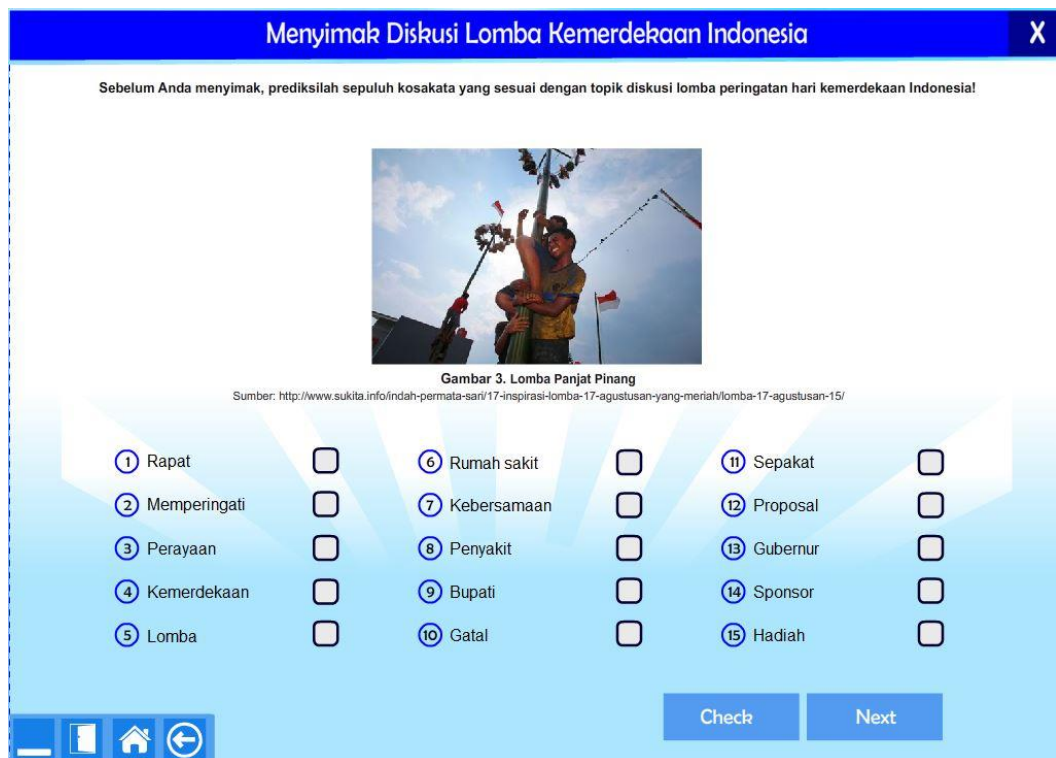 Menyimak Diskusi Lomba Kemerdekaan Indonesia
X
Sebelum Anda menyimak, prediksilah sepuluh kosakata yang sesuai dengan topik diskusi lomba peringatan hari kemerdekaan Indonesia!
Gambar 3. Lomba Panjat Pinang
Sumber: http://www.sukita.info/indah-permata-sari/17-inspirasi-lomba-17-agustusan-yang-meriah/lomba-17-agustusan-15/
1 Rapat
2 Memperingati
3 Perayaan
4 Kemerdekaan
5 Lomba
6 Rumah sakit
7 Kebersamaan
8 Penyakit
9 Bupati
10 Gatal
11 Sepakat
12 Proposal
13 Gubernur
14 Sponsor
15 Hadiah
Check
Next